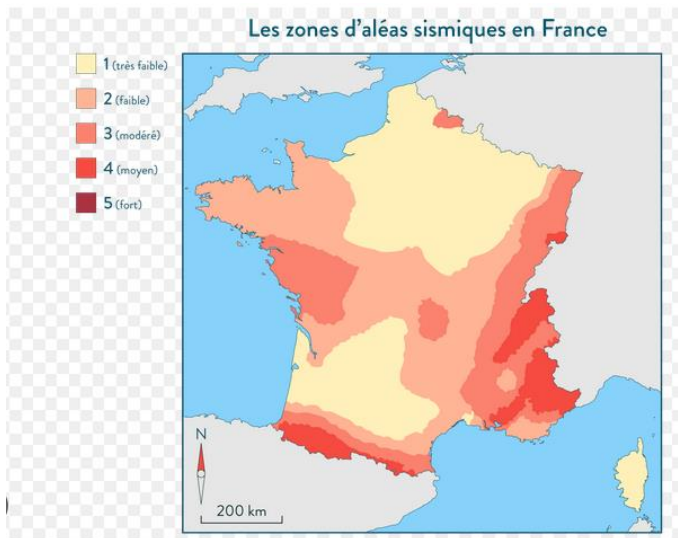 Les zones d'aléas sismiques en France
1 (très faible)
2 (faible)
3 (modéré)
4 (moyen)
5 (fort)
N
200 km